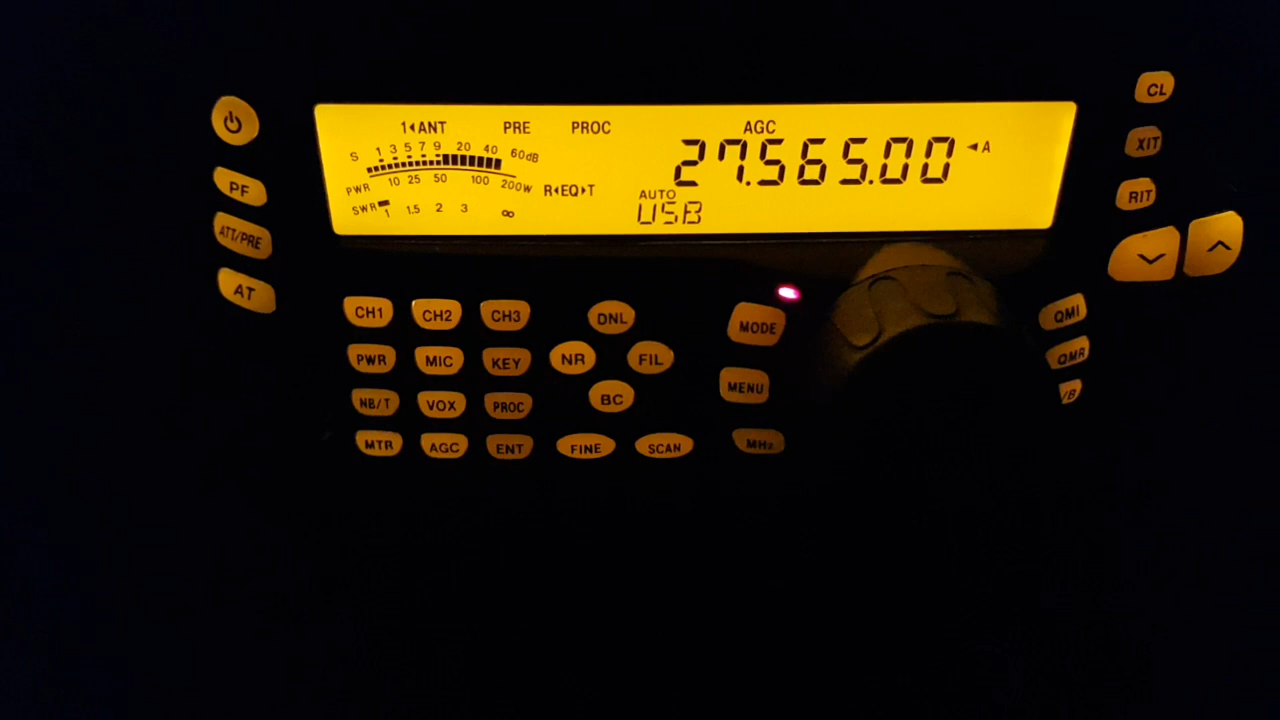 1◂ANT PRE PROC AGC
S 1 3 5 7 9 20 40 60dB
27.565.00 ◂A
PWR 10 25 50 100 200W
R◂EQ▸T
AUTO
SWR 1 1.5 2 3 ∞
USB
PF
ATT/PRE
AT
CL
XIT
RIT
CH1 CH2 CH3 DNL MODE
PWR MIC KEY NR FIL
NB/T VOX PROC BC MENU
MTR AGC ENT FINE SCAN MHz
QMI
QMR
/B